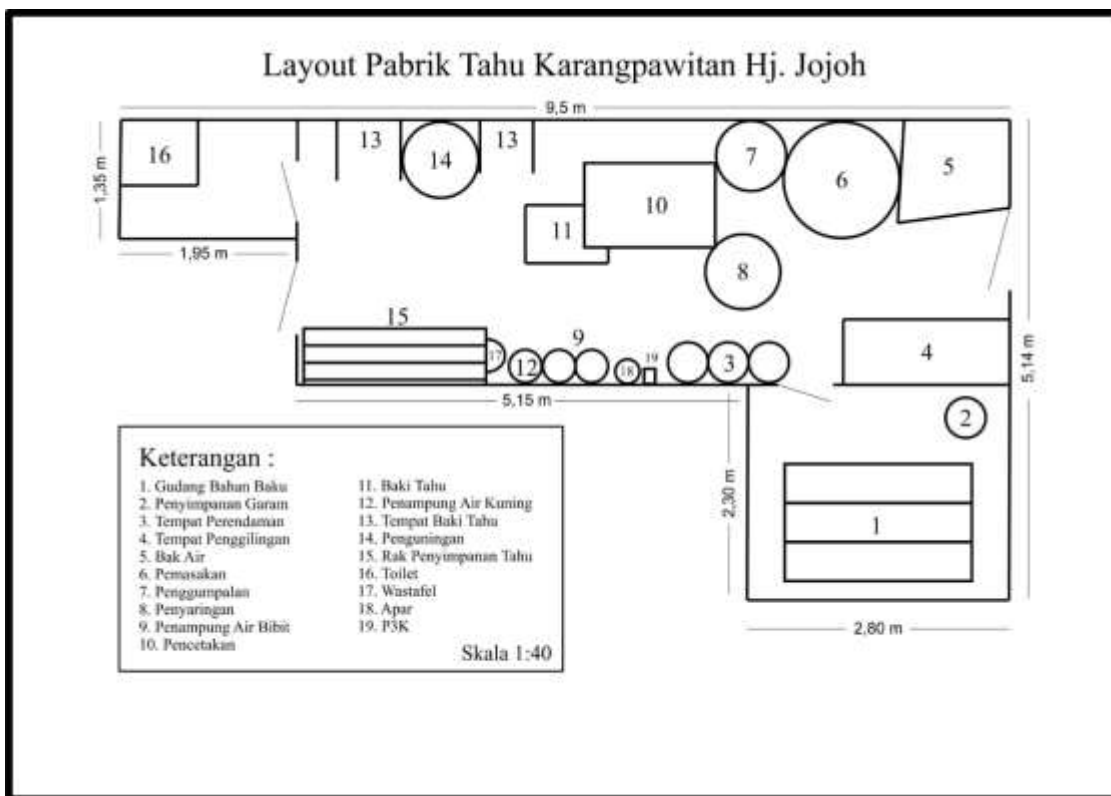 Layout Pabrik Tahu Karangpawitan Hj. Jojoh
9,5 m
16
13
14
13
7
6
5
1,35 m
11
10
8
1,95 m
15
17
12
9
18
19
3
4
5,14 m
5,15 m
2
2,30 m
1
2,80 m
Keterangan :
1. Gudang Bahan Baku
2. Penyimpanan Garam
3. Tempat Perendaman
4. Tempat Penggilingan
5. Bak Air
6. Pemasakan
7. Penggumpalan
8. Penyaringan
9. Penampung Air Bibit
10. Pencetakan
11. Baki Tahu
12. Penampung Air Kuning
13. Tempat Baki Tahu
14. Penguningan
15. Rak Penyimpanan Tahu
16. Toilet
17. Wastafel
18. Apar
19. P3K
Skala 1:40